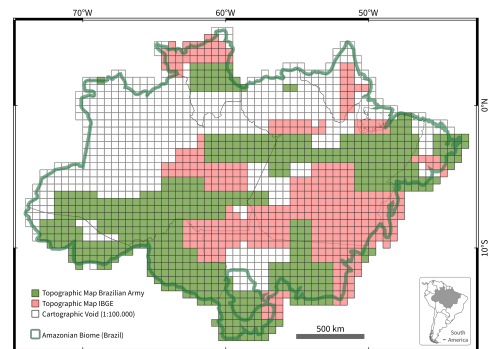 70°W 60°W 50°W
0°N
10°S
Topographic Map Brazilian Army
Topographic Map IBGE
Cartographic Void (1:100.000)
Amazonian Biome (Brazil)
500 km
South
America